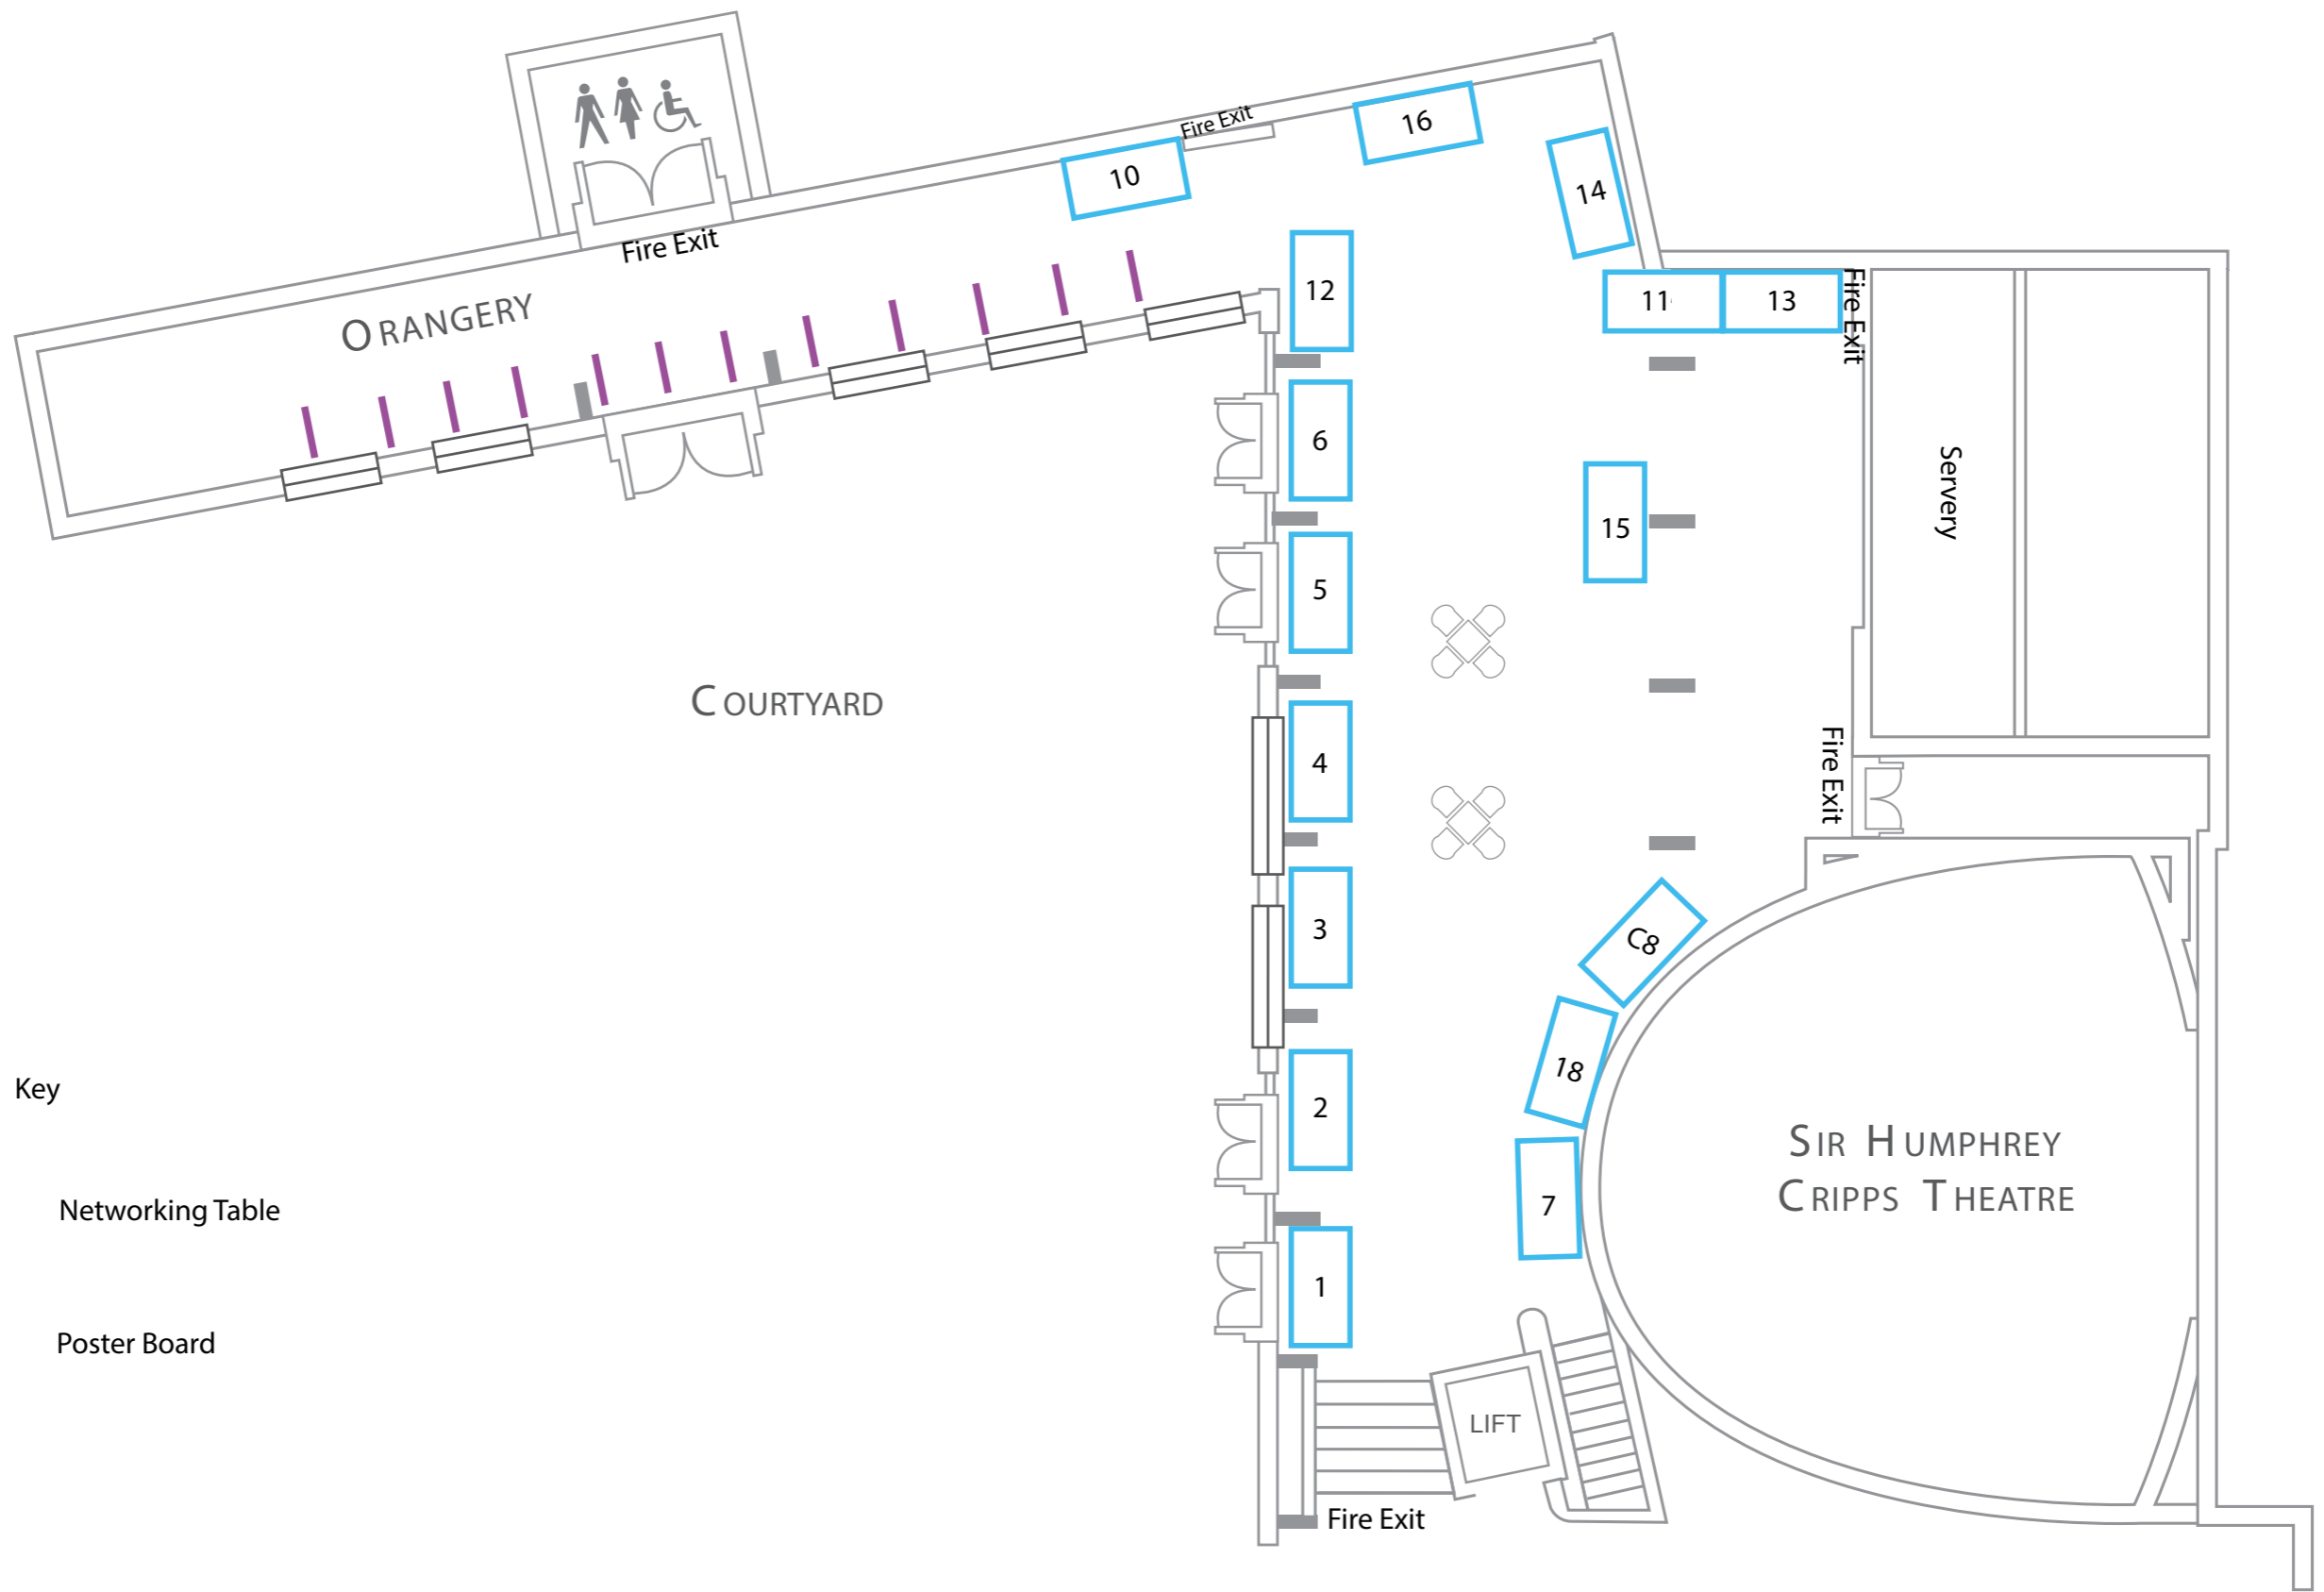 Fire Exit
16
10
14
Fire Exit
12
11
13
Fire Exit
ORANGERY
6
Servery
15
5
COURTYARD
4
Fire Exit
3
C8
18
Key
2
SIR HUMPHREY
CRIPPS THEATRE
Networking Table
7
1
Poster Board
LIFT
Fire Exit